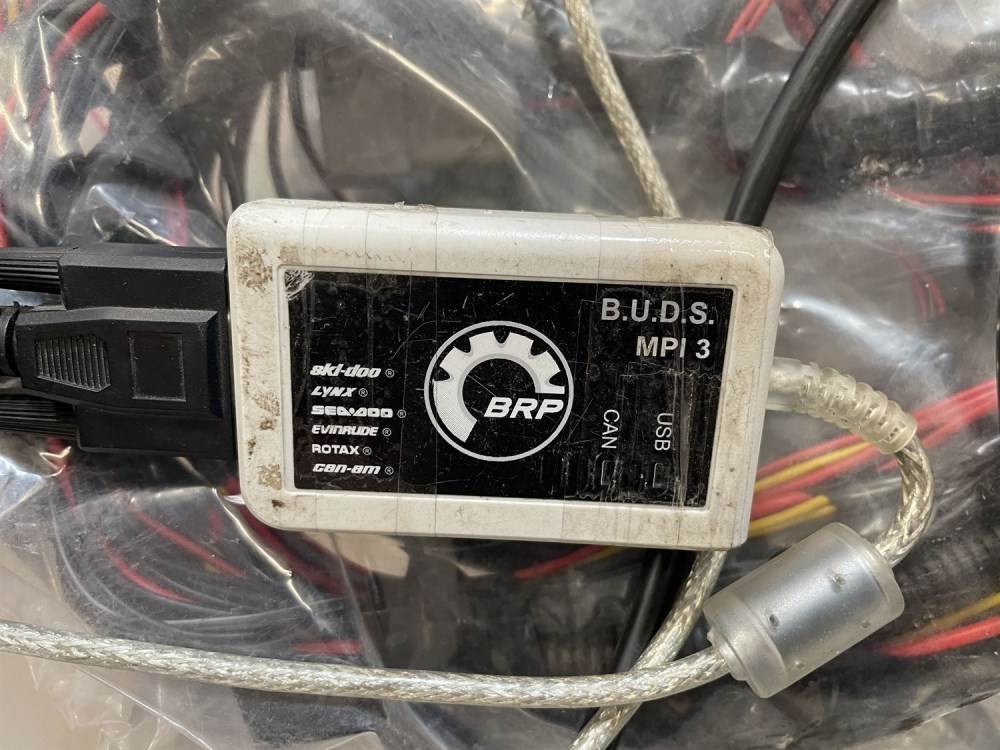 B.U.D.S.
MPI 3
ski-doo ®
LYNX ®
SEA-DOO ®
EVINRUDE ®
ROTAX ®
can-am ®
BRP
CAN
USB